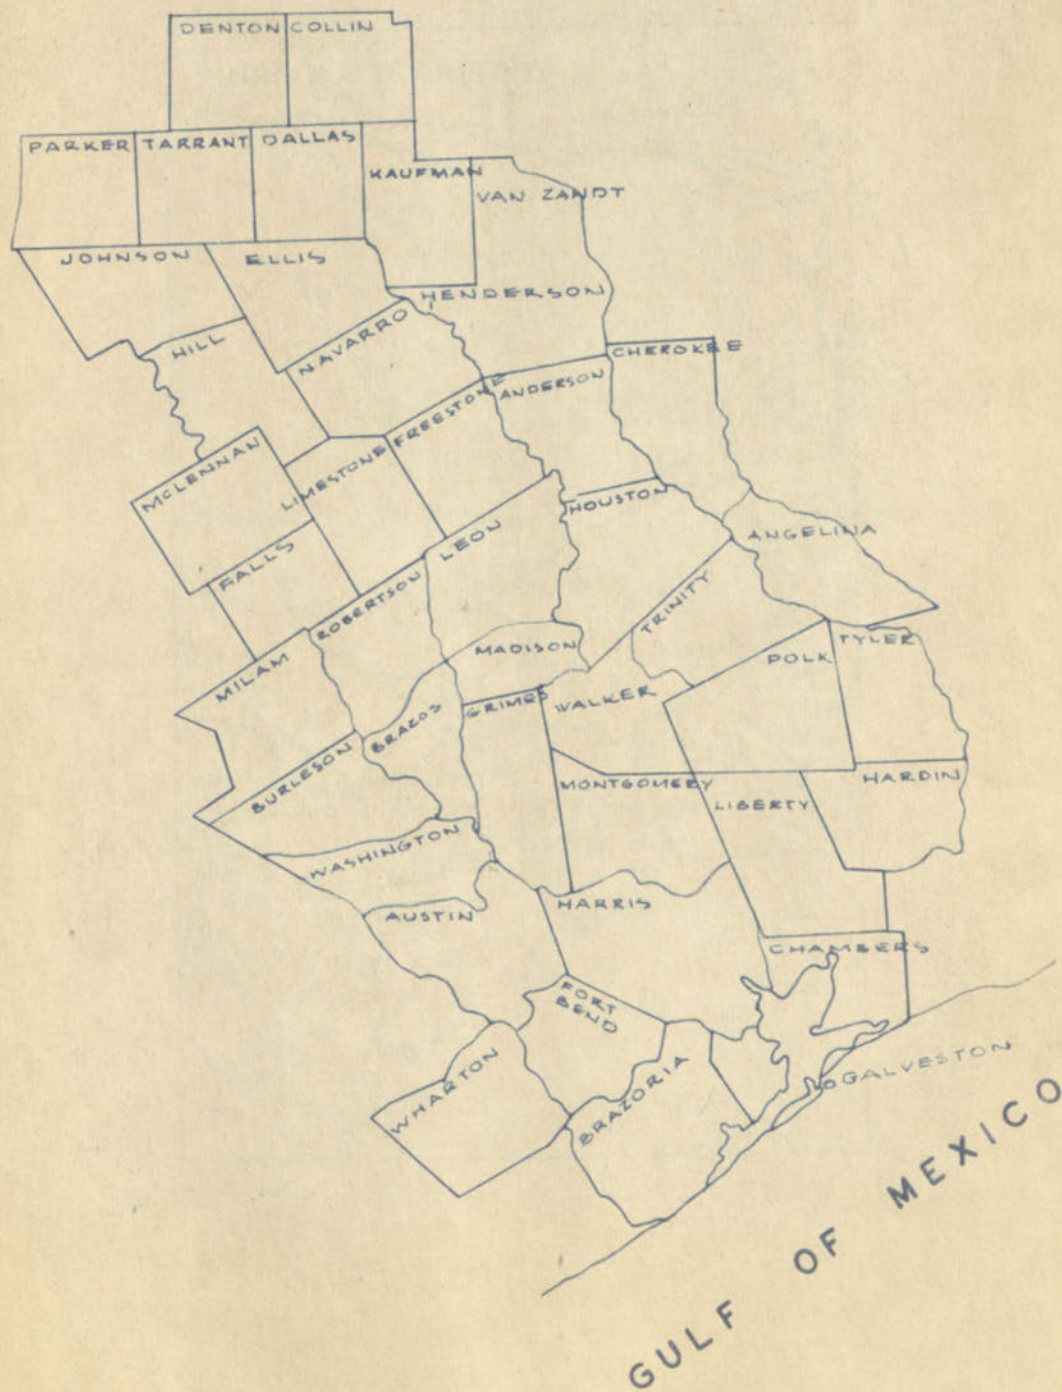 DENTON
COLLIN
PARKER
TARRANT
DALLAS
KAUFMAN
VAN ZANDT
JOHNSON
ELLIS
HENDERSON
HILL
NAVARRO
CHEROKEE
ANDERSON
FREESTONE
MCLENNAN
LIMESTONE
HOUSTON
ANGELINA
FALLS
LEON
ROBERTSON
TRINITY
TYLER
MADISON
POLK
MILAM
BRAZOS
GRIMES
WALKER
BURLESON
MONTGOMERY
HARDIN
LIBERTY
WASHINGTON
AUSTIN
HARRIS
CHAMBERS
FORT
BEND
WHARTON
BRAZORIA
GALVESTON
GULF OF MEXICO